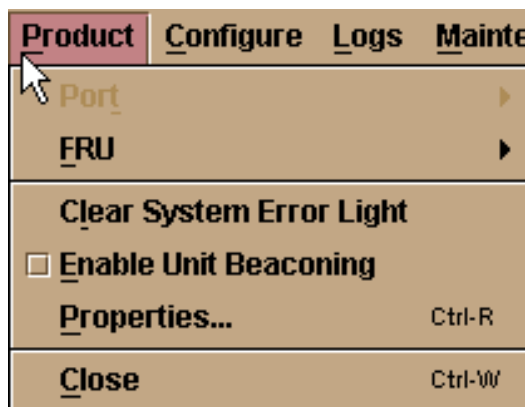 Product Configure Logs Mainte
Port
FRU
Clear System Error Light
Enable Unit Beaconing
Properties... Ctrl-R
Close Ctrl-W